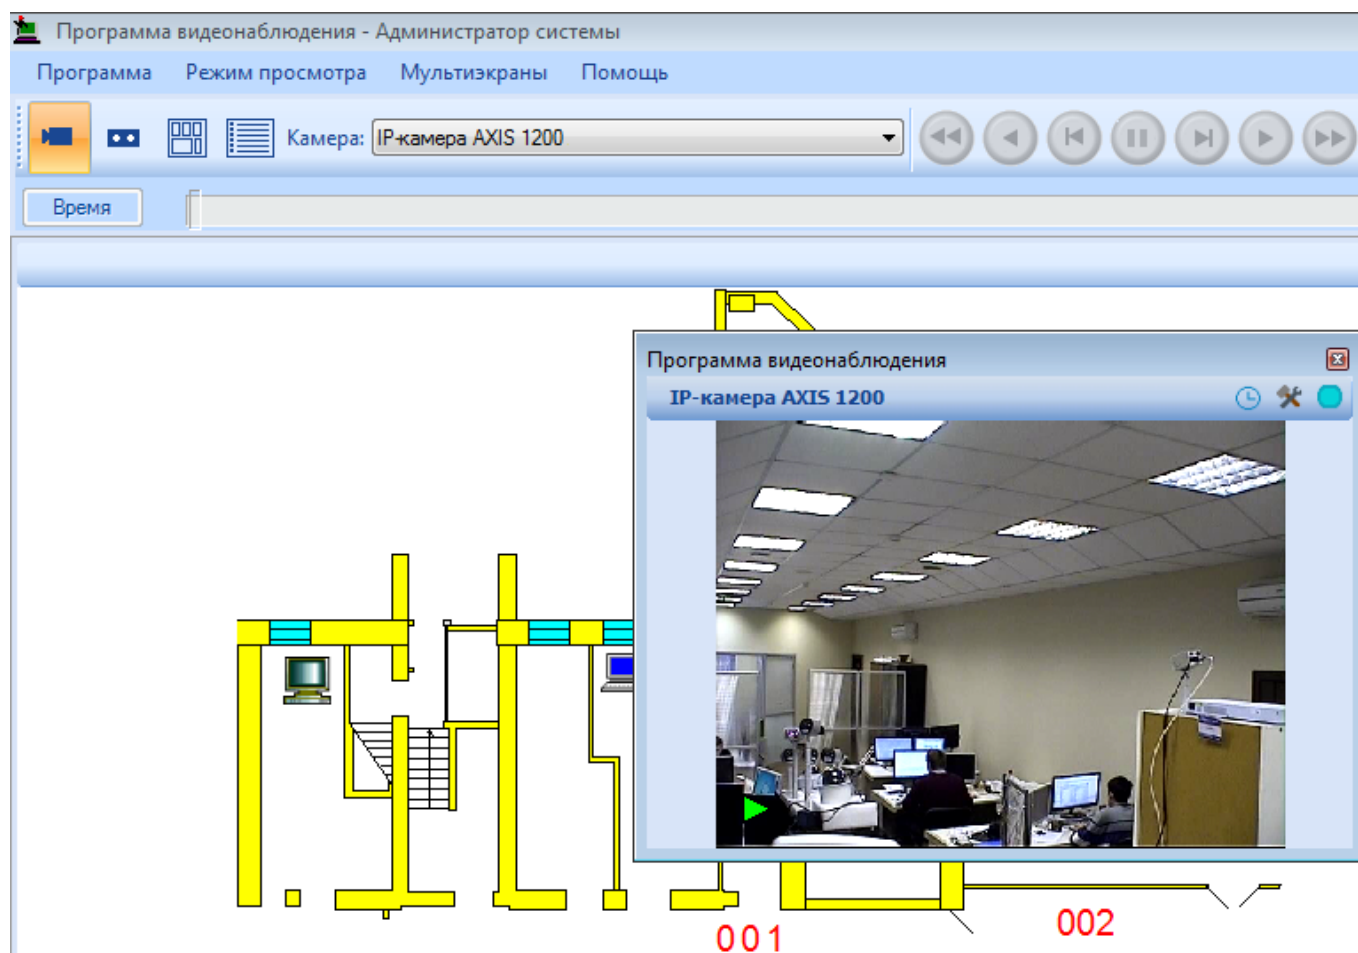 Программа видеонаблюдения - Администратор системы
Программа Режим просмотра Мультиэкраны Помощь
Камера: IP-камера AXIS 1200
Время
Программа видеонаблюдения
IP-камера AXIS 1200
001
002